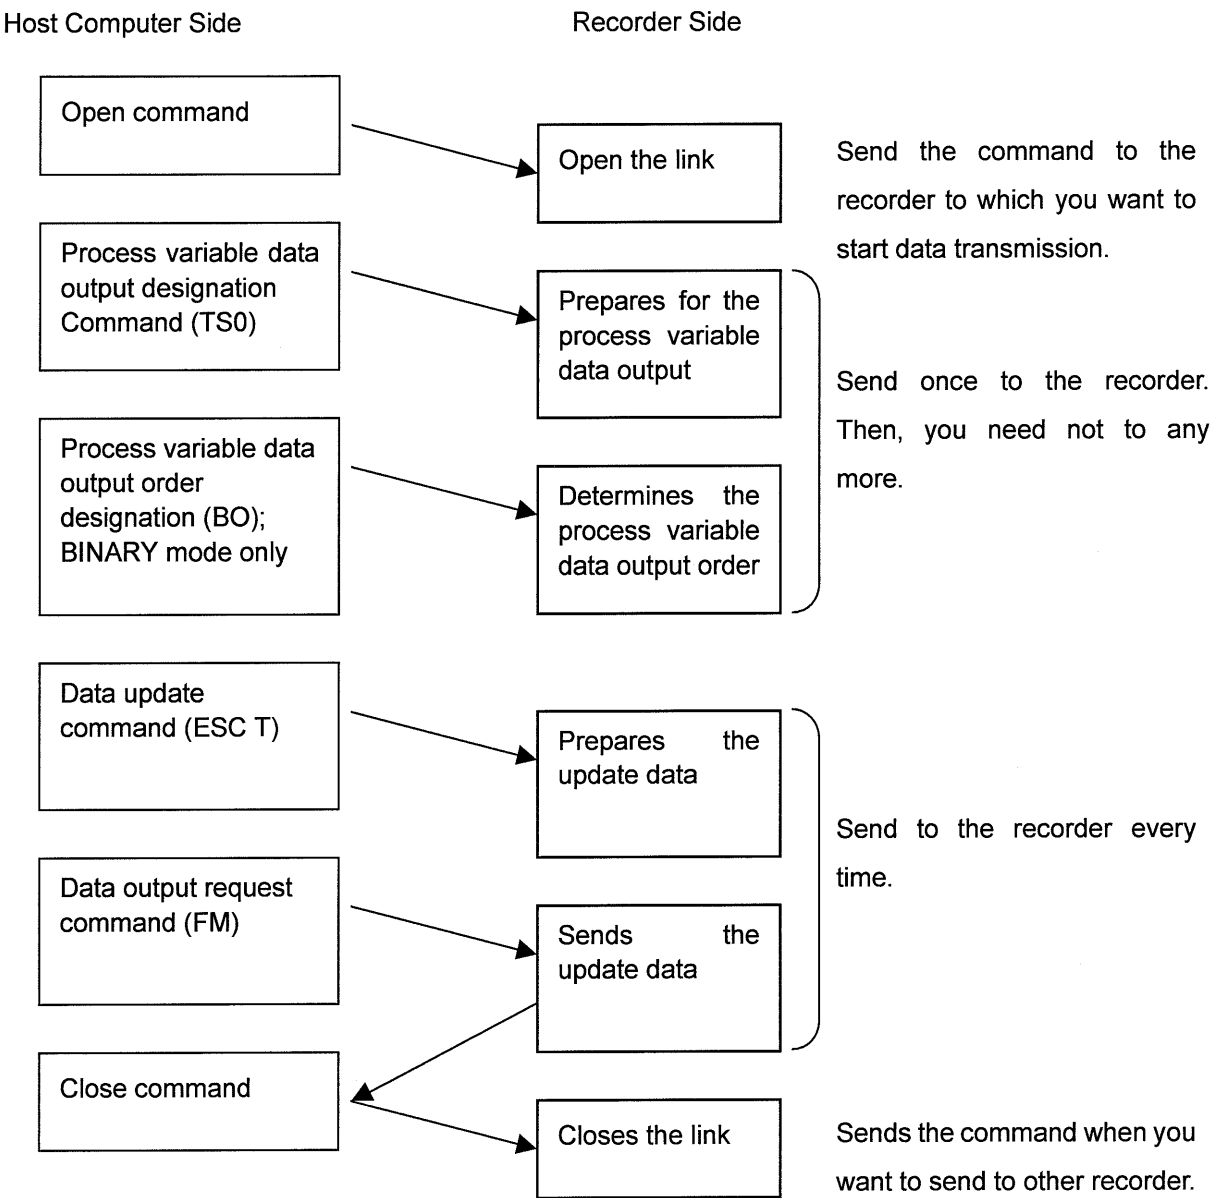 Host Computer Side
Recorder Side
Open command
Open the link
Send the command to the
recorder to which you want to
start data transmission.
Process variable data
output designation
Command (TS0)
Prepares for the
process variable
data output
Send once to the recorder.
Then, you need not to any
more.
Process variable data
output order
designation (BO);
BINARY mode only
Determines the
process variable
data output order
Data update
command (ESC T)
Prepares the
update data
Send to the recorder every
time.
Data output request
command (FM)
Sends the
update data
Close command
Closes the link
Sends the command when you
want to send to other recorder.